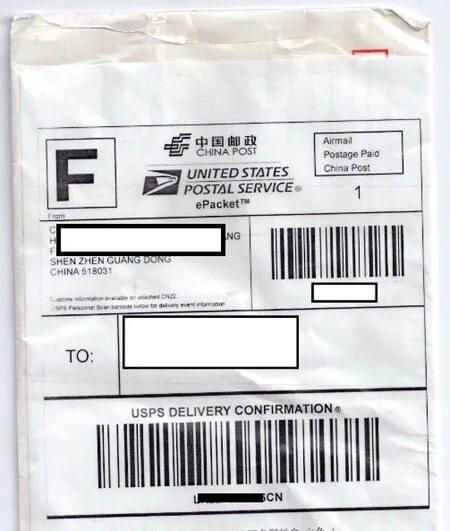 F
中国邮政
CHINA POST
UNITED STATES
POSTAL SERVICE®
ePacket™
Airmail
Postage Paid
China Post
1
From
C
H ANG
F
SHEN ZHEN GUANG DONG
CHINA 518031
Customs information available on attached CN22.
USPS Personnel Scan barcode below for delivery event information
TO:
USPS DELIVERY CONFIRMATION®
CN